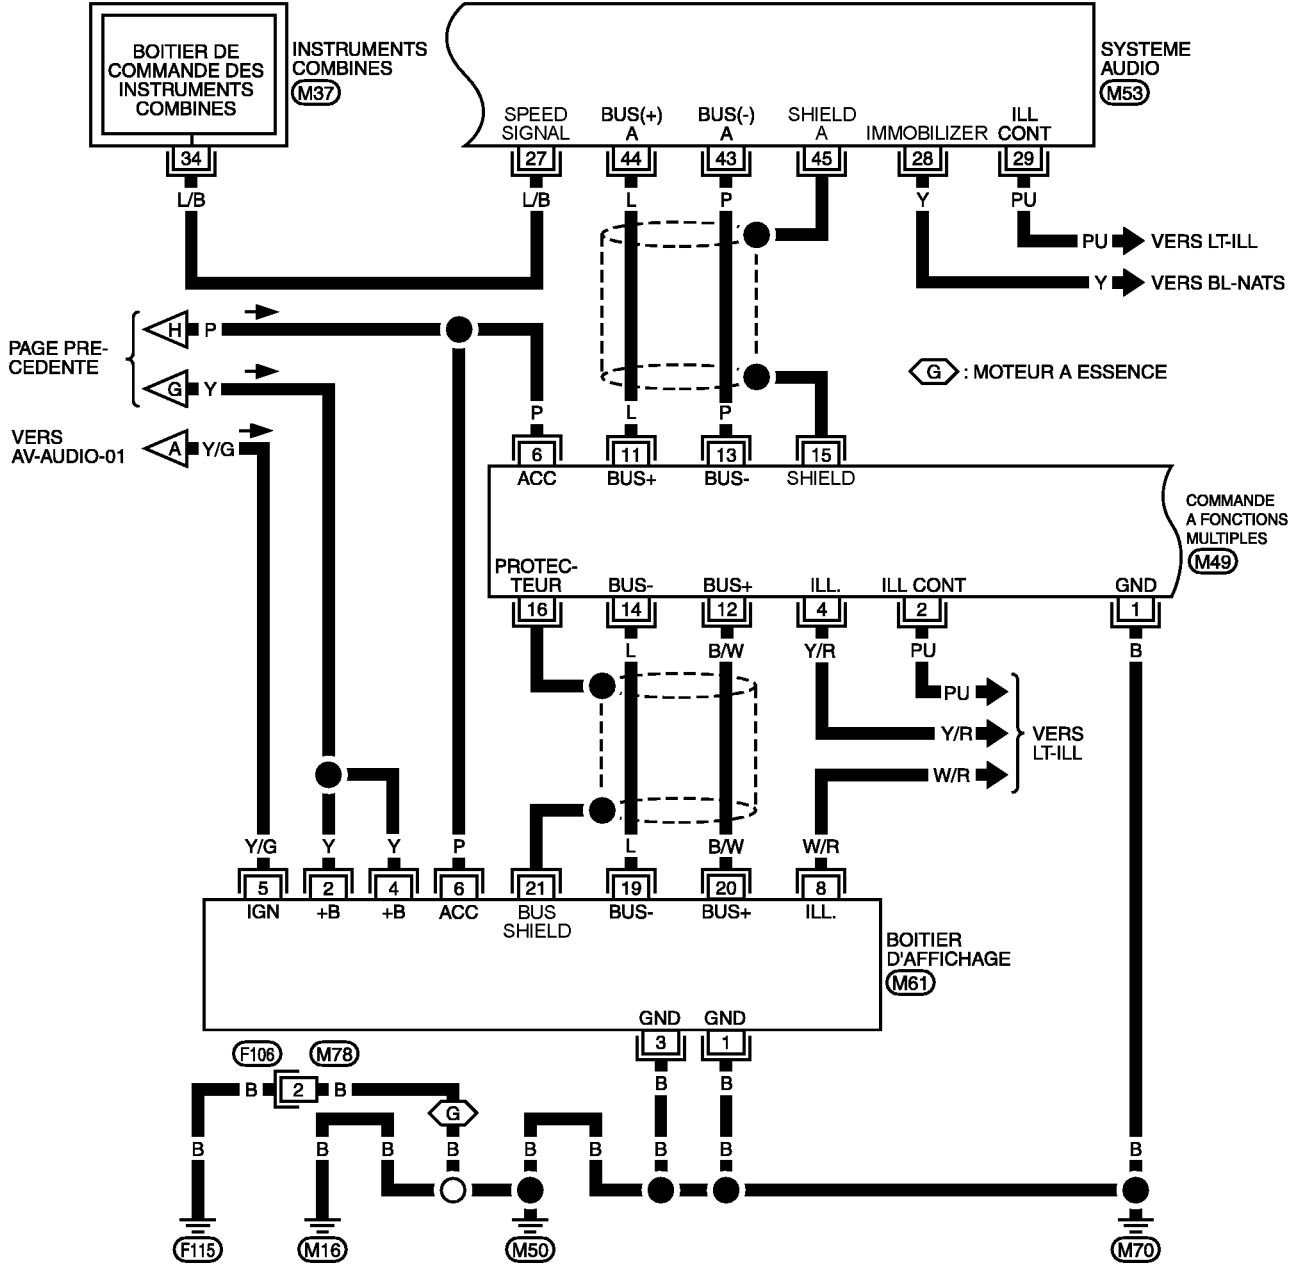 BOITIER DE
COMMANDE DES
INSTRUMENTS
COMBINES
INSTRUMENTS
COMBINES
M37
SYSTEME
AUDIO
M53
SPEED
SIGNAL
BUS(+)
A
BUS(-)
A
SHIELD
A
IMMOBILIZER
ILL
CONT
34
27
44
43
45
28
29
L/B
L/B
L
P
Y
PU
PU
VERS LT-ILL
Y
VERS BL-NATS
PAGE PRE-
CEDENTE
H
P
G
Y
VERS
AV-AUDIO-01
A
Y/G
G
: MOTEUR A ESSENCE
P
L
P
6
11
13
15
ACC
BUS+
BUS-
SHIELD
COMMANDE
A FONCTIONS
MULTIPLES
M49
PROTEC-
TEUR
BUS-
BUS+
ILL.
ILL CONT
GND
16
14
12
4
2
1
L
B/W
Y/R
PU
B
PU
Y/R
W/R
VERS
LT-ILL
Y/G
Y
Y
P
L
B/W
W/R
5
2
4
6
21
19
20
8
IGN
+B
+B
ACC
BUS
SHIELD
BUS-
BUS+
ILL.
BOITIER
D'AFFICHAGE
M61
GND
GND
3
1
F106
M78
B
2
B
B
B
G
B
B
B
B
B
B
B
B
B
F115
M16
M50
M70